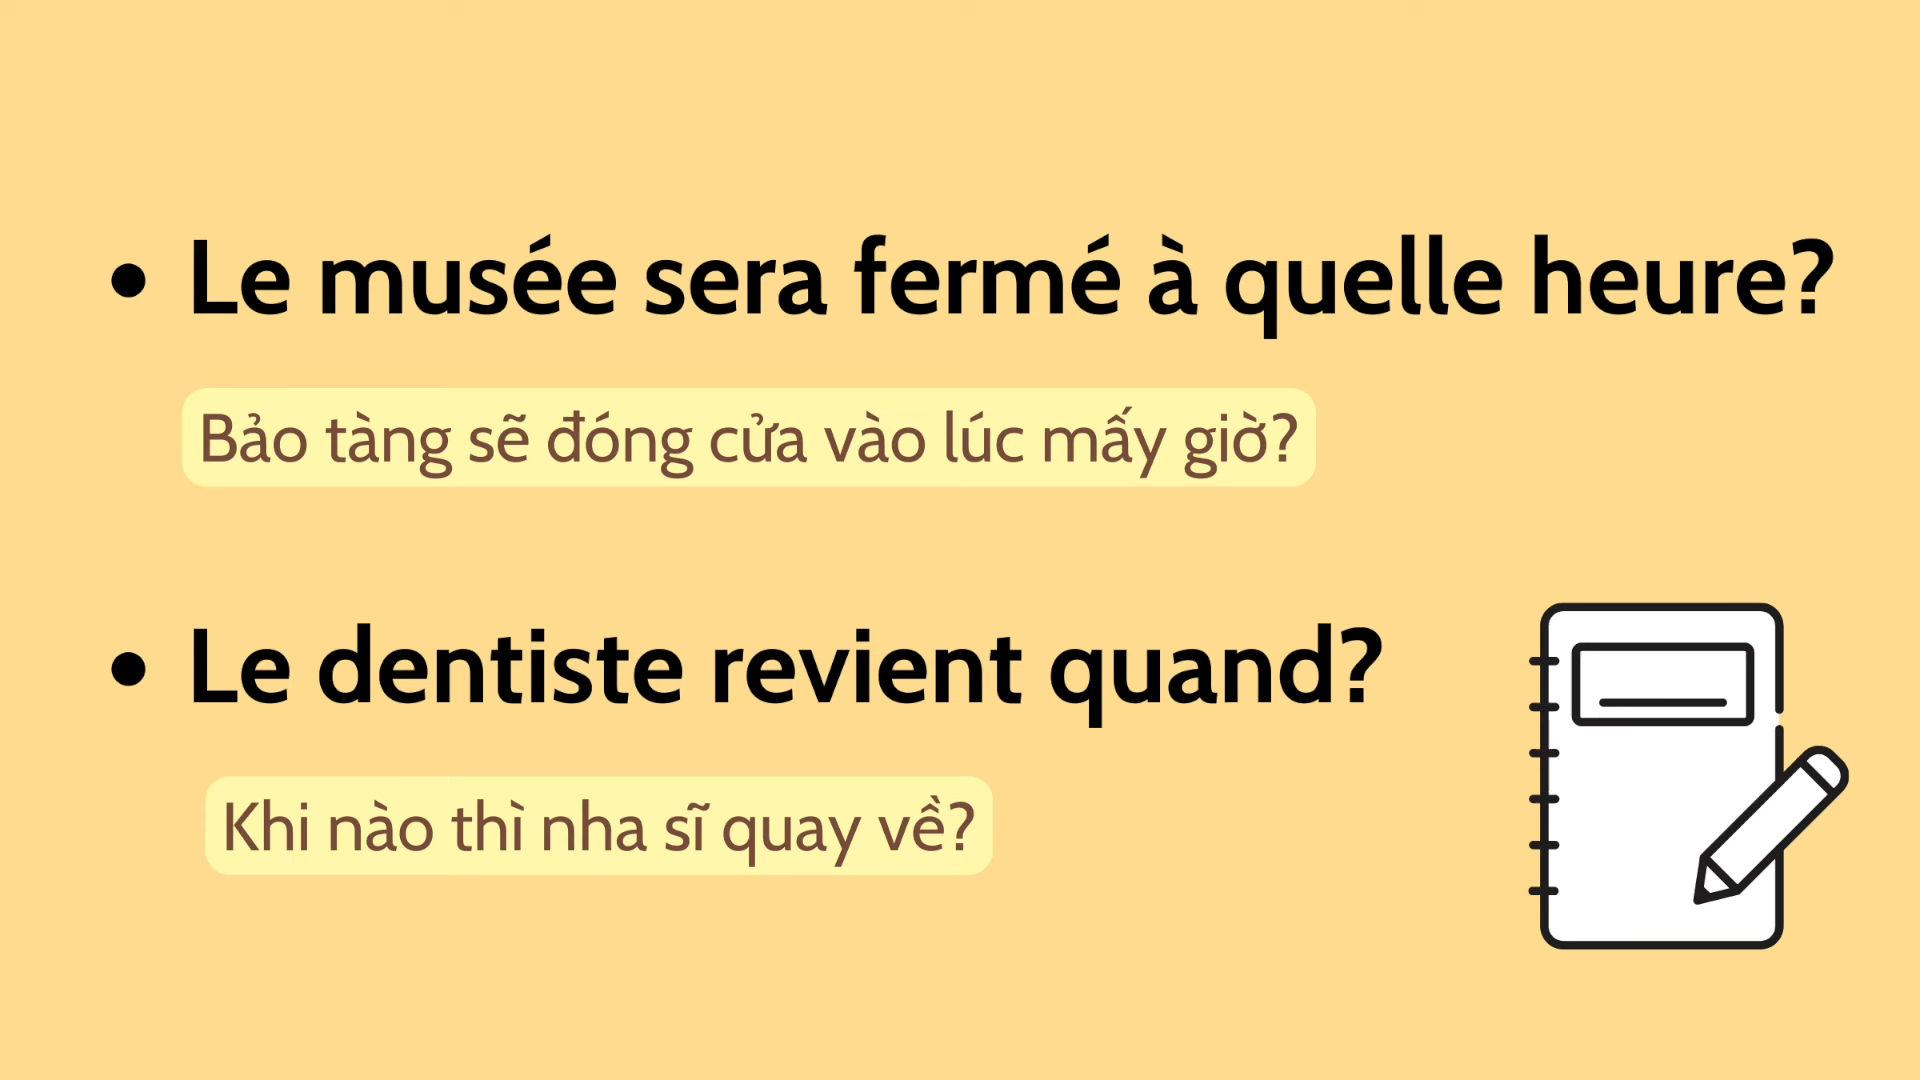 • Le musée sera fermé à quelle heure?
Bảo tàng sẽ đóng cửa vào lúc mấy giờ?
• Le dentiste revient quand?
Khi nào thì nha sĩ quay về?